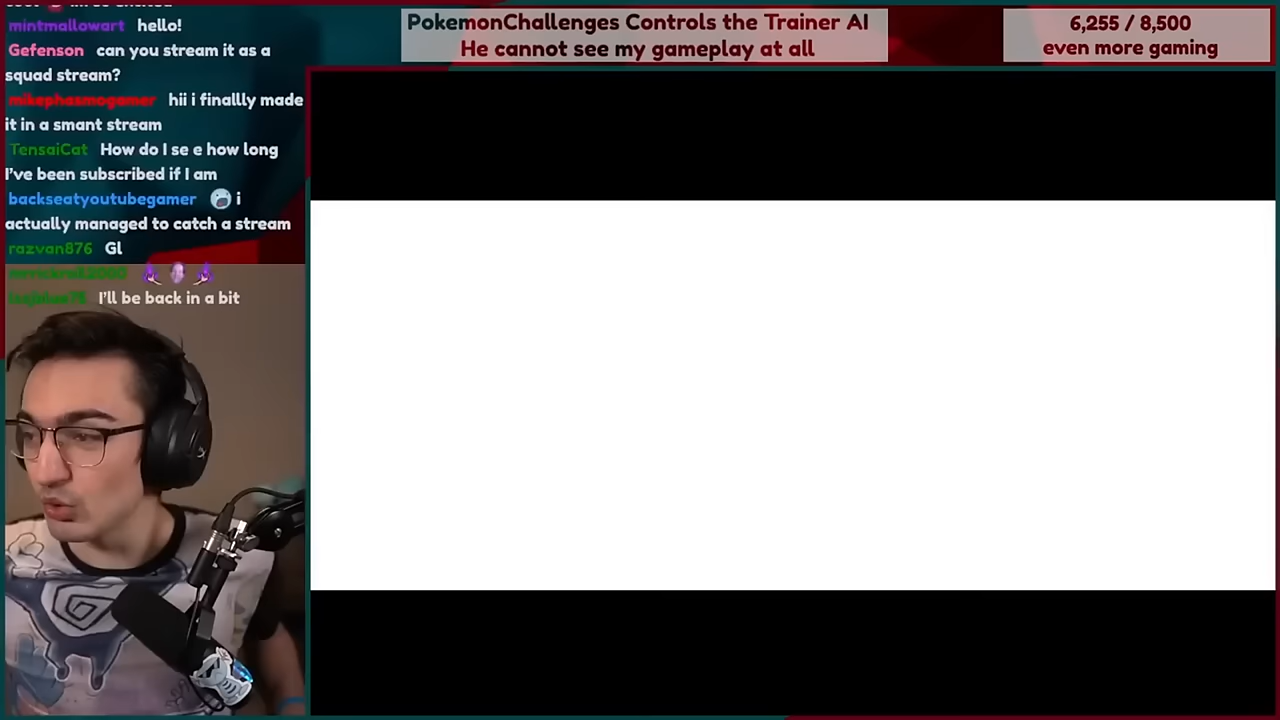 mintmallowart hello!
Gefenson can you stream it as a
squad stream?
mikephasmogamer hii i finallly made
it in a smant stream
TensaiCat How do I se e how long
I've been subscribed if I am
backseatyoutubegamer i
actually managed to catch a stream
razvan876 Gl
I'll be back in a bit
PokemonChallenges Controls the Trainer AI
He cannot see my gameplay at all
6,255 / 8,500
even more gaming